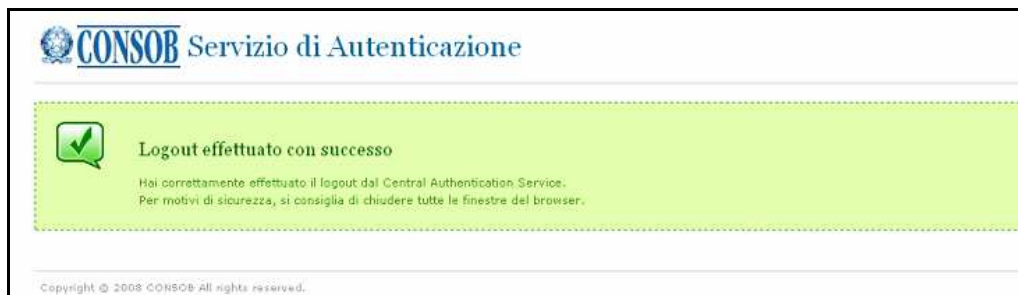 CONSOB Servizio di Autenticazione
Logout effettuato con successo
Hai correttamente effettuato il logout dal Central Authentication Service.
Per motivi di sicurezza, si consiglia di chiudere tutte le finestre del browser.
Copyright © 2008 CONSOB All rights reserved.